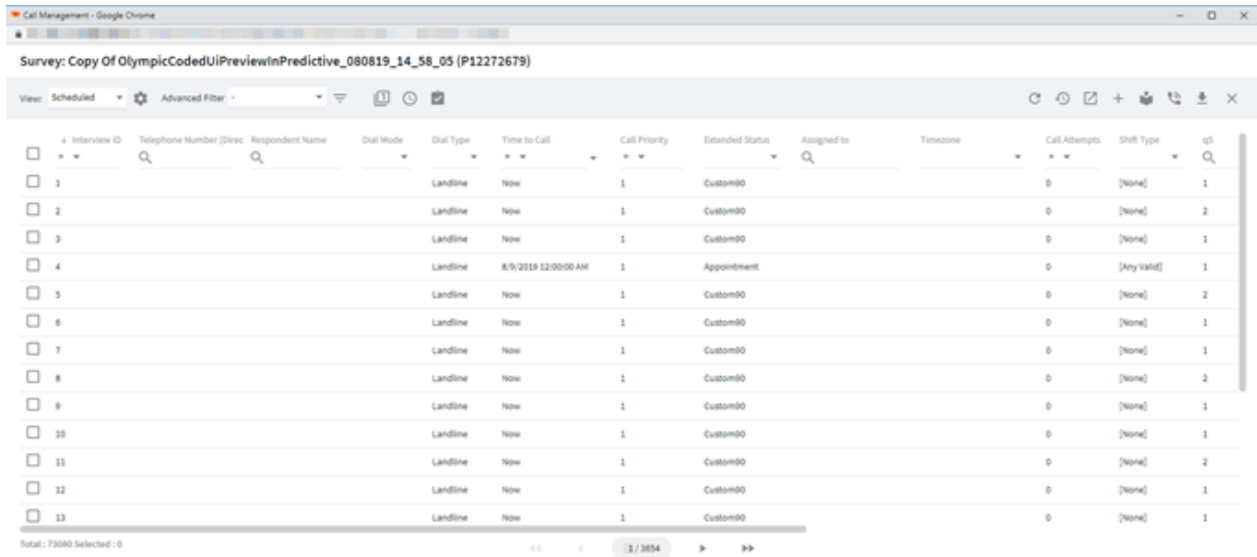 Call Management - Google Chrome
Survey: Copy Of OlympicCodedUiPreviewInPredictive_080819_14_58_05 (P12272679)
View: Scheduled Advanced Filter -
Interview ID Telephone Number (Direc Respondent Name Dial Mode Dial Type Time to Call Call Priority Extended Status Assigned to Timezone Call Attempts Shift Type q5
= = = =
1 Landline Now 1 Custom90 0 [None] 1
2 Landline Now 1 Custom90 0 [None] 2
3 Landline Now 1 Custom90 0 [None] 1
4 Landline 8/9/2019 12:00:00 AM 1 Appointment 0 [Any Valid] 1
5 Landline Now 1 Custom90 0 [None] 2
6 Landline Now 1 Custom90 0 [None] 1
7 Landline Now 1 Custom90 0 [None] 1
8 Landline Now 1 Custom90 0 [None] 2
9 Landline Now 1 Custom90 0 [None] 1
10 Landline Now 1 Custom90 0 [None] 1
11 Landline Now 1 Custom90 0 [None] 2
12 Landline Now 1 Custom90 0 [None] 1
13 Landline Now 1 Custom90 0 [None] 1
Total : 73080 Selected : 0
1 / 3654